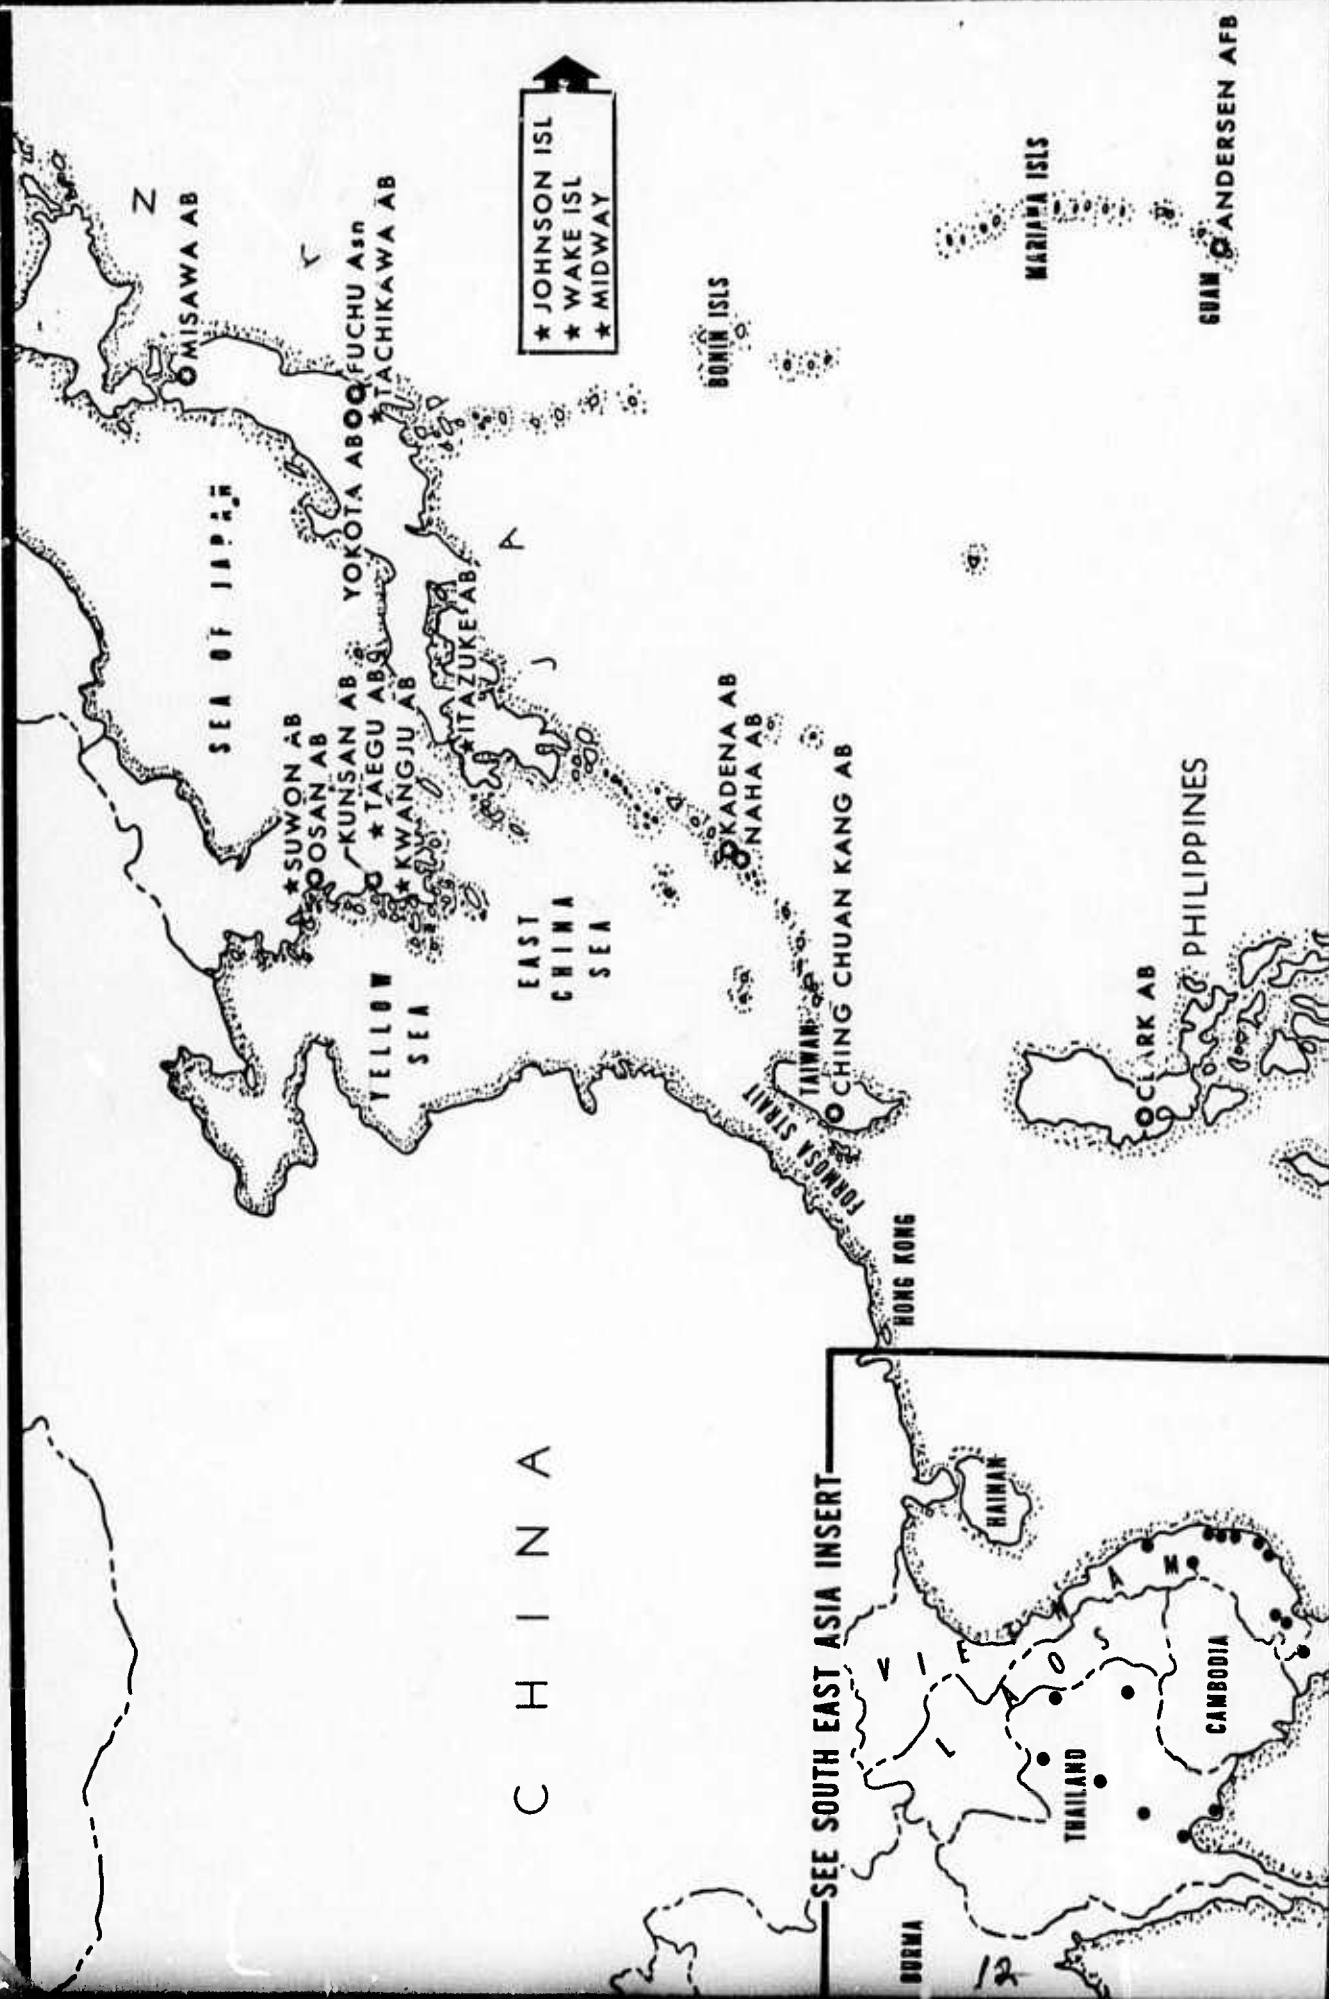 N
MISAWA AB
SEA OF JAPAN
FUCHU Asn
YOKOTA AB
TACHIKAWA AB
★ JOHNSON ISL
★ WAKE ISL
★ MIDWAY
★ SUWON AB
OSAN AB
KUNSAN AB
★ TAEGU AB
★ KWANGJU AB
★ ITAZUKE AB
J A
YELLOW
SEA
EAST
CHINA
SEA
BONIN ISLS
MARIANA ISLS
GUAM
ANDERSEN AFB
KADENA AB
NAHA AB
TAIWAN
CHING CHUAN KANG AB
FORMOSA STRAIT
HONG KONG
PHILIPPINES
CLARK AB
CHINA
SEE SOUTH EAST ASIA INSERT
HAINAN
VIETNAM
LAOS
CAMBODIA
THAILAND
BURMA
12